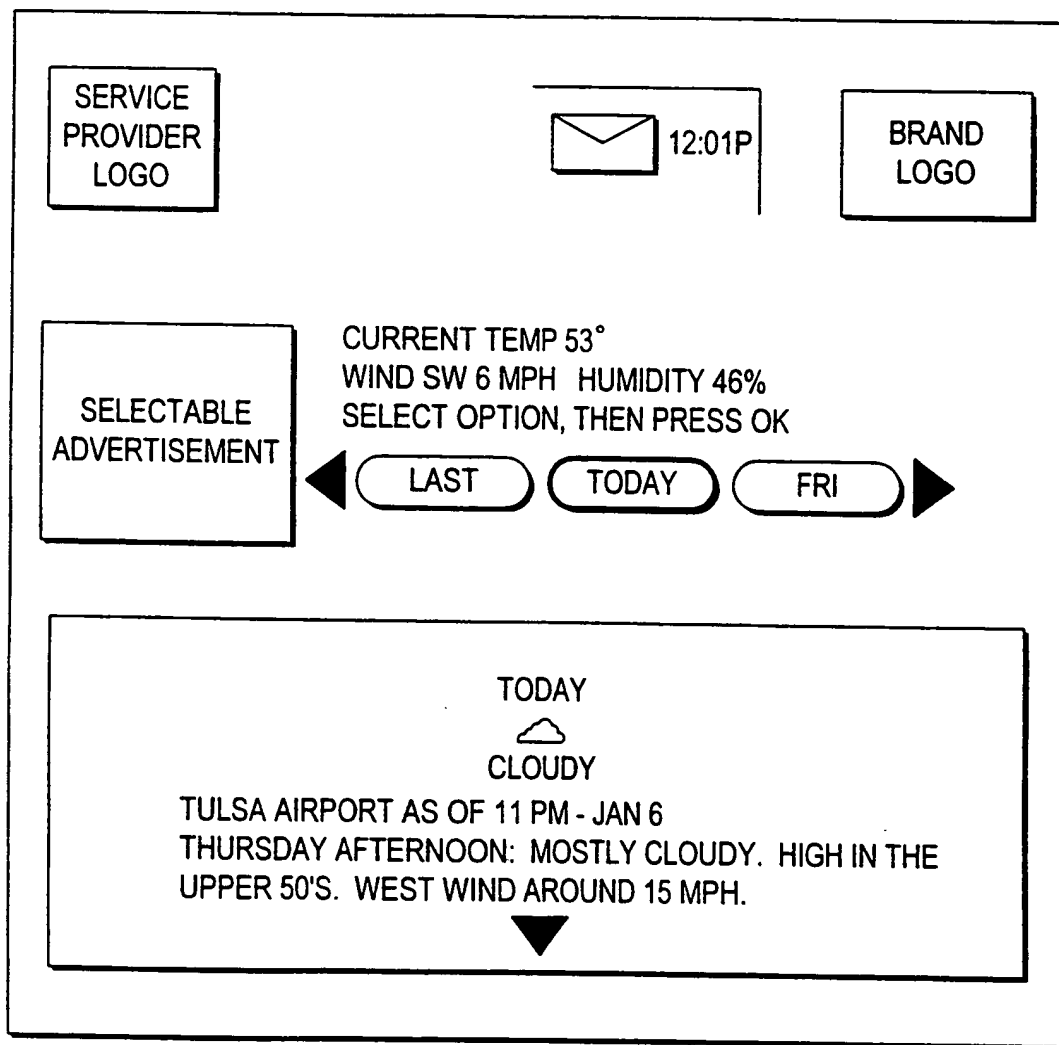 SERVICE
PROVIDER
LOGO
12:01P
BRAND
LOGO
SELECTABLE
ADVERTISEMENT
CURRENT TEMP 53°
WIND SW 6 MPH HUMIDITY 46%
SELECT OPTION, THEN PRESS OK
LAST TODAY FRI
TODAY
CLOUDY
TULSA AIRPORT AS OF 11 PM - JAN 6
THURSDAY AFTERNOON: MOSTLY CLOUDY. HIGH IN THE
UPPER 50'S. WEST WIND AROUND 15 MPH.